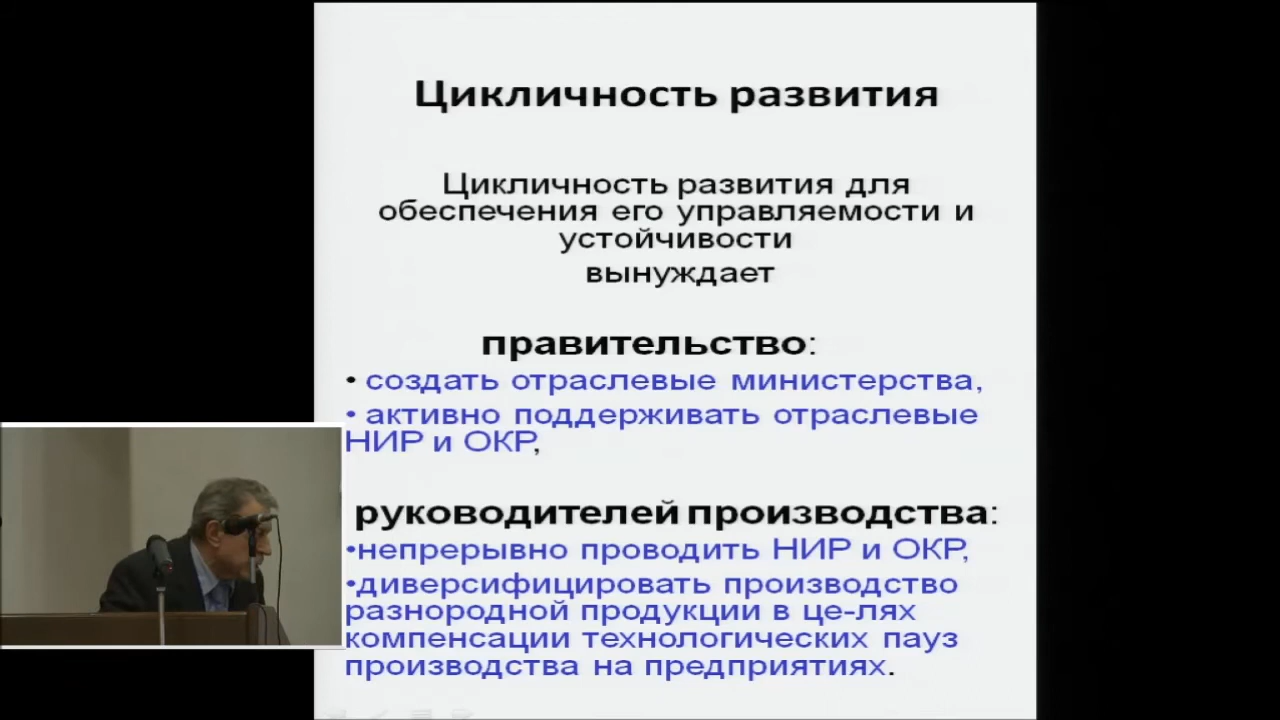 Цикличность развития
Цикличность развития для
обеспечения его управляемости и
устойчивости
вынуждает
правительство:
• создать отраслевые министерства,
• активно поддерживать отраслевые
НИР и ОКР,
руководителей производства:
•непрерывно проводить НИР и ОКР,
•диверсифицировать производство
разнородной продукции в це-лях
компенсации технологических пауз
производства на предприятиях.